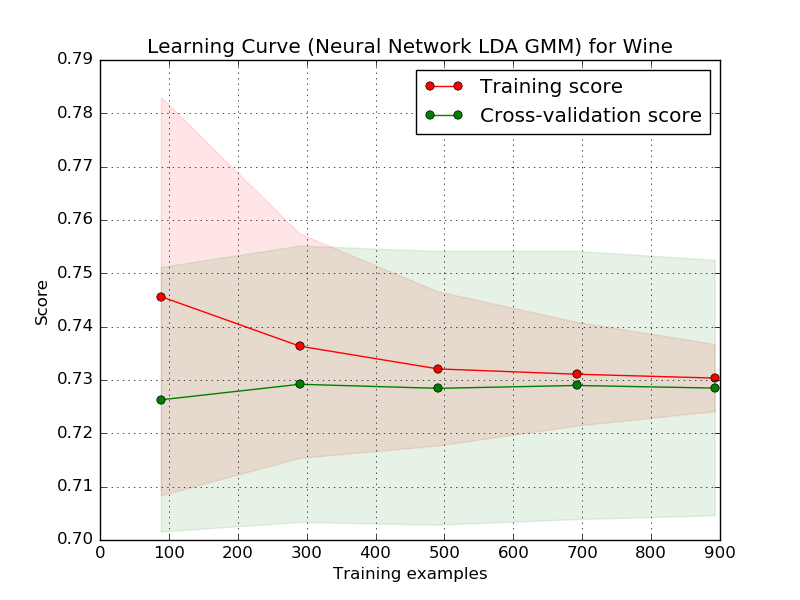 Learning Curve (Neural Network LDA GMM) for Wine
Training score
Cross-validation score
Score
0.79
0.78
0.77
0.76
0.75
0.74
0.73
0.72
0.71
0.70
0 100 200 300 400 500 600 700 800 900
Training examples